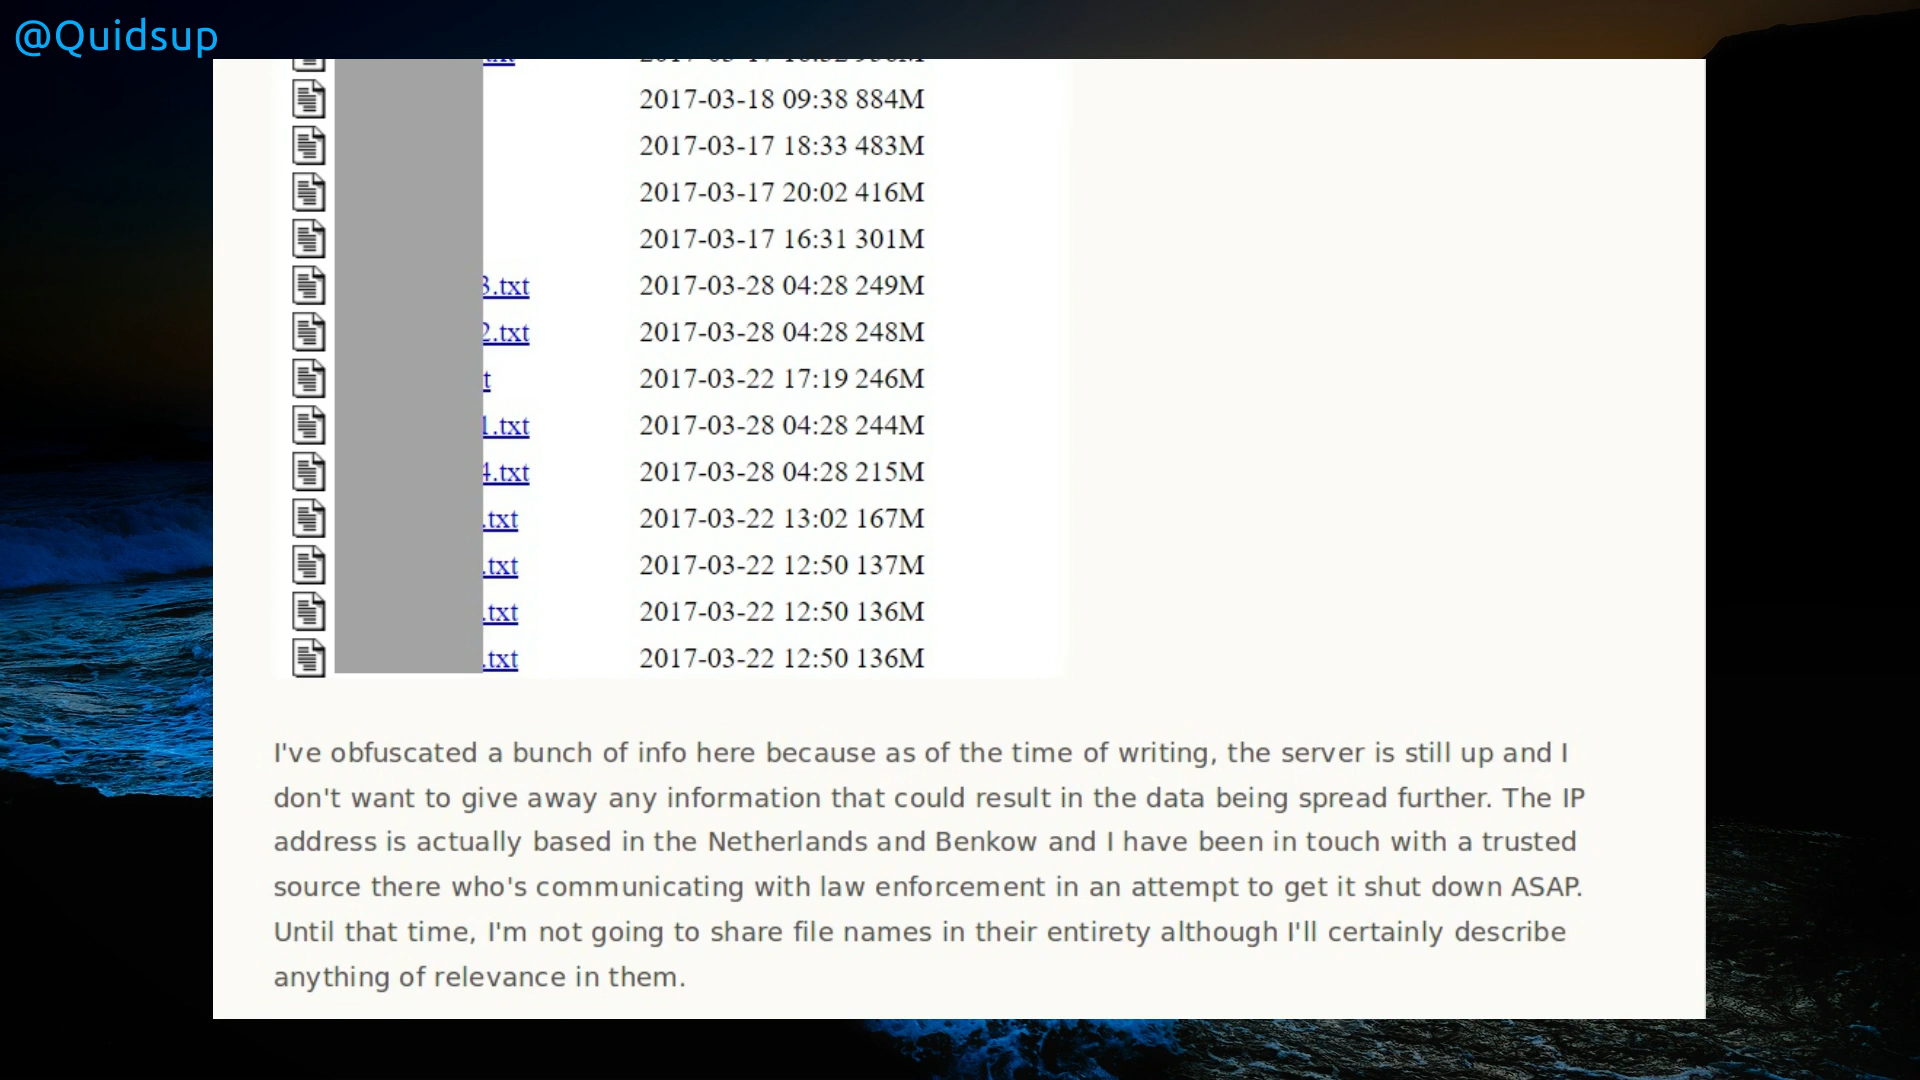 @Quidsup
2017-03-18 09:38 884M
2017-03-17 18:33 483M
2017-03-17 20:02 416M
2017-03-17 16:31 301M
3.txt 2017-03-28 04:28 249M
2.txt 2017-03-28 04:28 248M
t 2017-03-22 17:19 246M
1.txt 2017-03-28 04:28 244M
4.txt 2017-03-28 04:28 215M
.txt 2017-03-22 13:02 167M
.txt 2017-03-22 12:50 137M
.txt 2017-03-22 12:50 136M
.txt 2017-03-22 12:50 136M
I've obfuscated a bunch of info here because as of the time of writing, the server is still up and I
don't want to give away any information that could result in the data being spread further. The IP
address is actually based in the Netherlands and Benkow and I have been in touch with a trusted
source there who's communicating with law enforcement in an attempt to get it shut down ASAP.
Until that time, I'm not going to share file names in their entirety although I'll certainly describe
anything of relevance in them.